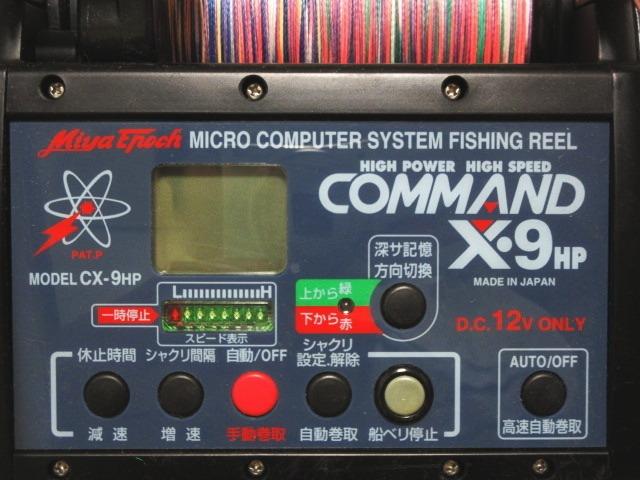 Miya Epoch MICRO COMPUTER SYSTEM FISHING REEL
HIGH POWER HIGH SPEED
COMMAND
X・9HP
MADE IN JAPAN
PAT.P
MODEL CX-9HP
深サ記憶
方向切換
L H
一時停止
スピード表示
上から緑
下から赤
D.C.12V ONLY
休止時間 シャクリ間隔 自動/OFF シャクリ
設定.解除
減速 増速 手動巻取 自動巻取 船ベリ停止
AUTO/OFF
高速自動巻取